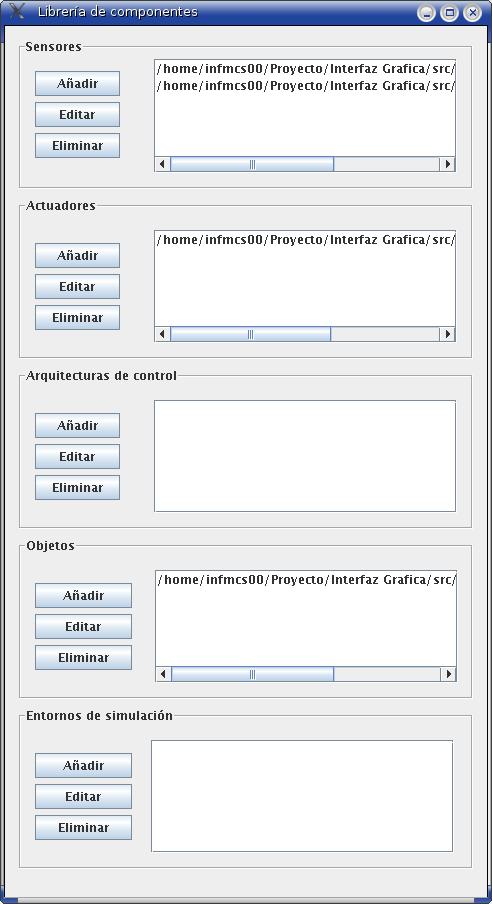 Librería de componentes
Sensores
Añadir
Editar
Eliminar
/home/infmcs00/Proyecto/Interfaz Grafica/src/
/home/infmcs00/Proyecto/Interfaz Grafica/src/
Actuadores
Añadir
Editar
Eliminar
/home/infmcs00/Proyecto/Interfaz Grafica/src/
Arquitecturas de control
Añadir
Editar
Eliminar
Objetos
Añadir
Editar
Eliminar
/home/infmcs00/Proyecto/Interfaz Grafica/src/
Entornos de simulación
Añadir
Editar
Eliminar